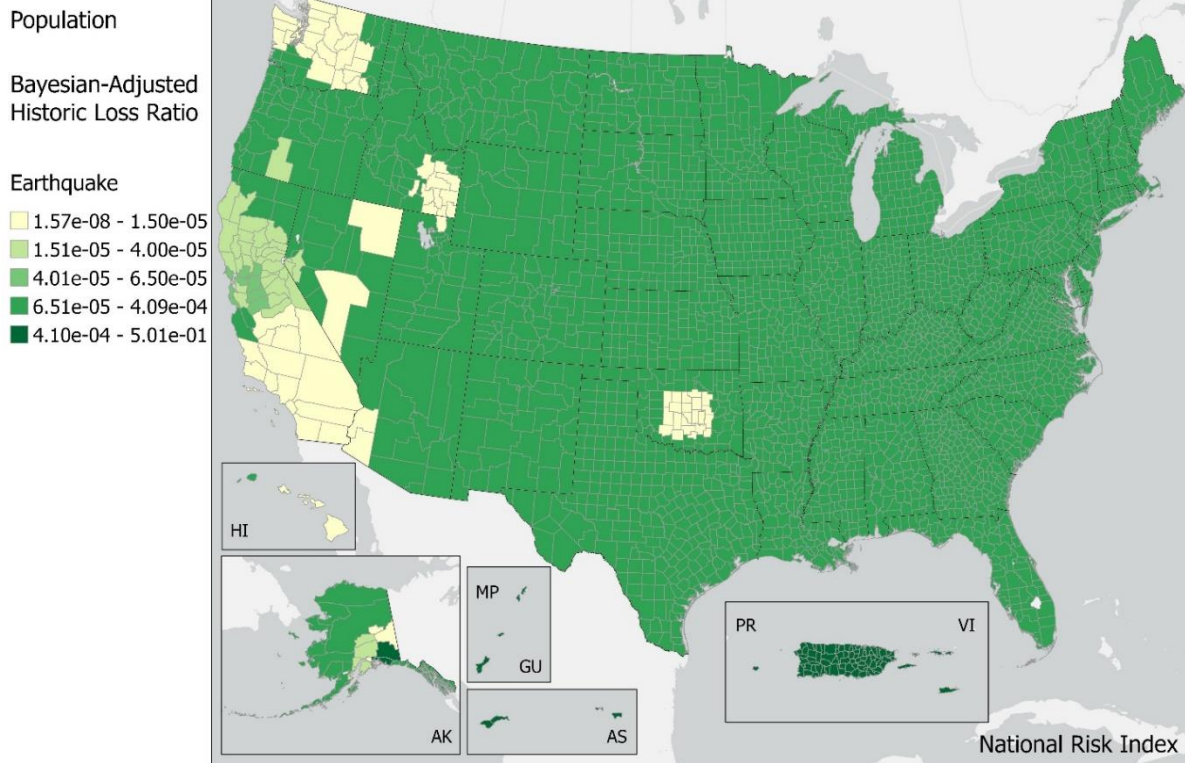 Population
Bayesian-Adjusted
Historic Loss Ratio
Earthquake
1.57e-08 - 1.50e-05
1.51e-05 - 4.00e-05
4.01e-05 - 6.50e-05
6.51e-05 - 4.09e-04
4.10e-04 - 5.01e-01
HI
AK
MP
GU
AS
PR
VI
National Risk Index